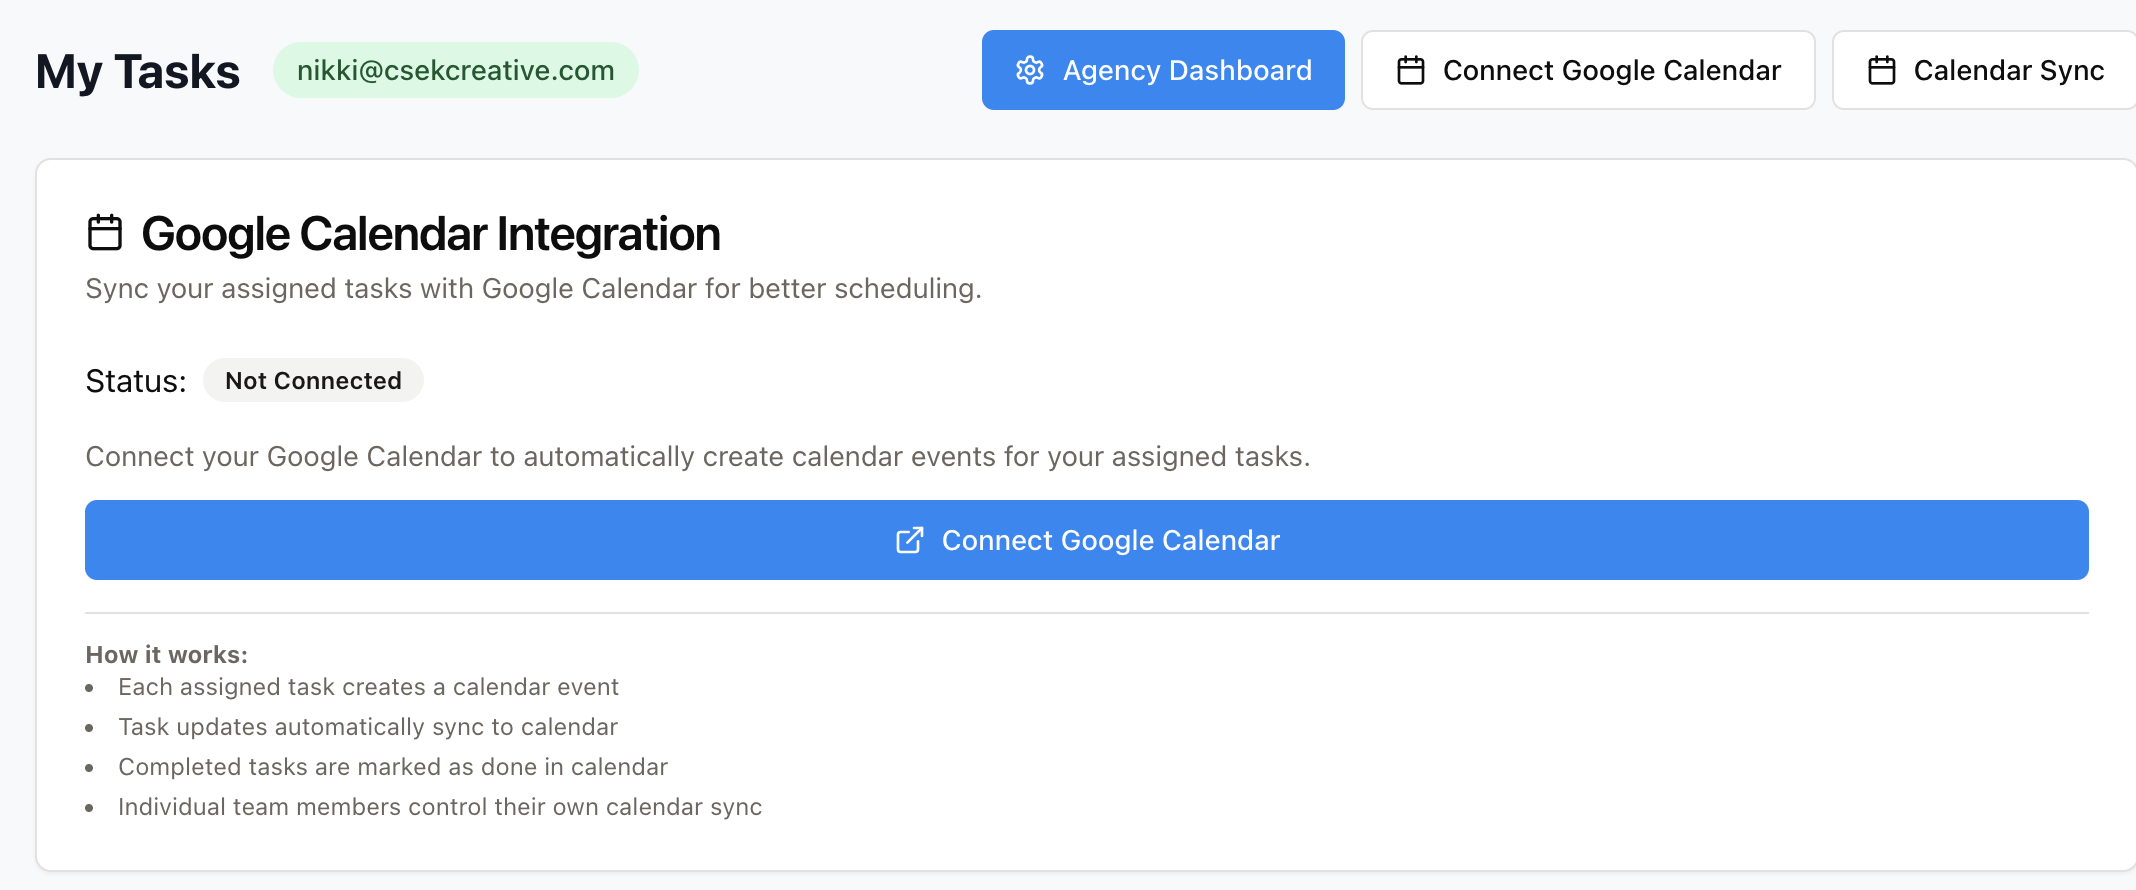 My Tasks
nikki@csekcreative.com
Agency Dashboard
Connect Google Calendar
Calendar Sync
Google Calendar Integration
Sync your assigned tasks with Google Calendar for better scheduling.
Status: Not Connected
Connect your Google Calendar to automatically create calendar events for your assigned tasks.
Connect Google Calendar
How it works:
• Each assigned task creates a calendar event
• Task updates automatically sync to calendar
• Completed tasks are marked as done in calendar
• Individual team members control their own calendar sync